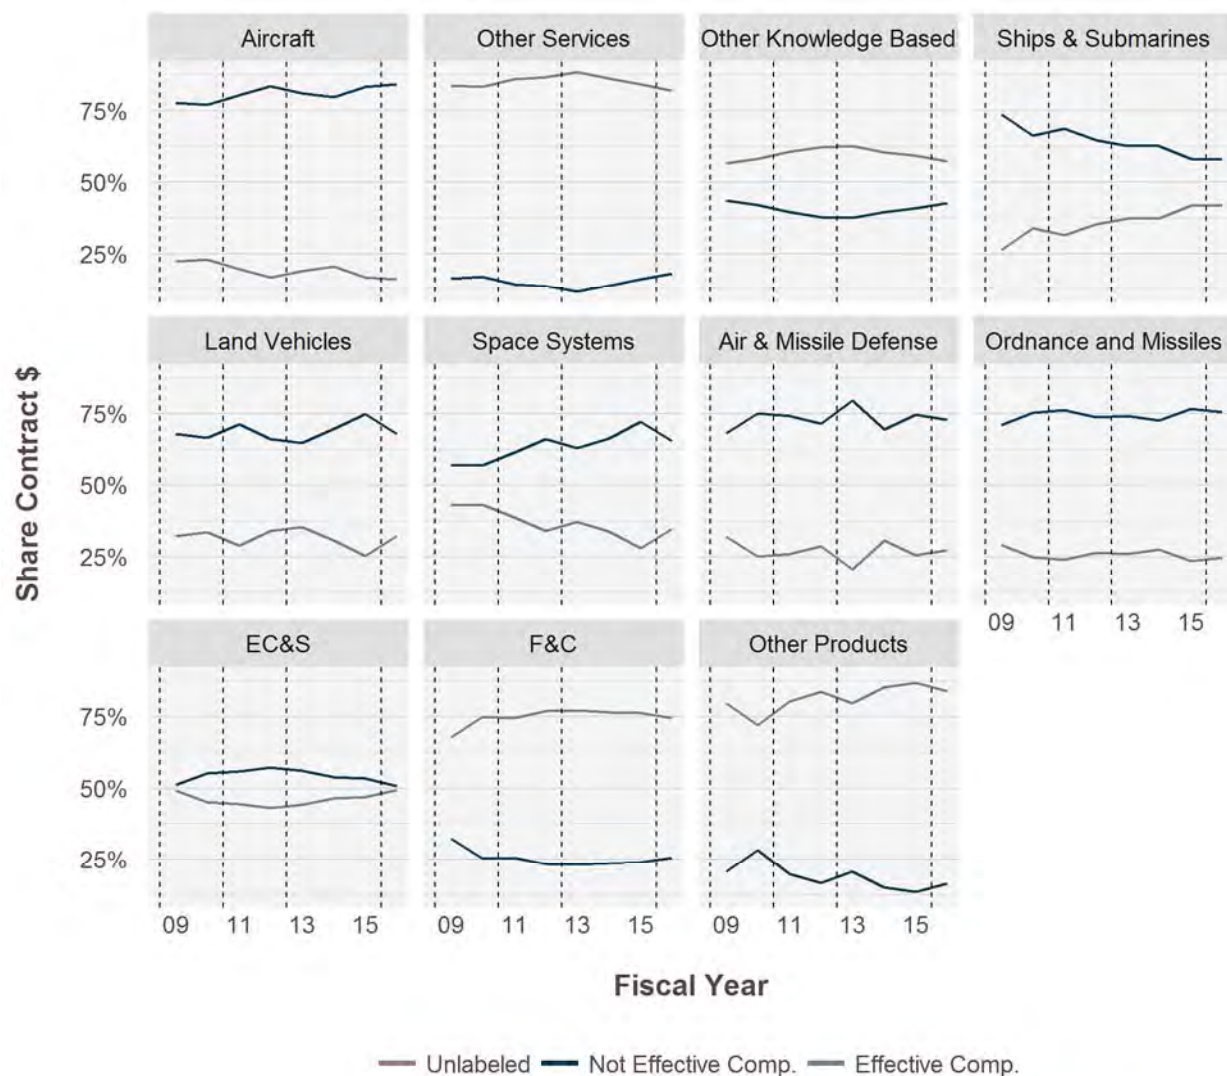 Aircraft Other Services Other Knowledge Based Ships & Submarines
75%
50%
25%
Land Vehicles Space Systems Air & Missile Defense Ordnance and Missiles
75%
50%
25%
09 11 13 15
EC&S F&C Other Products
75%
50%
25%
09 11 13 15 09 11 13 15 09 11 13 15
Share Contract $
Fiscal Year
Unlabeled Not Effective Comp. Effective Comp.